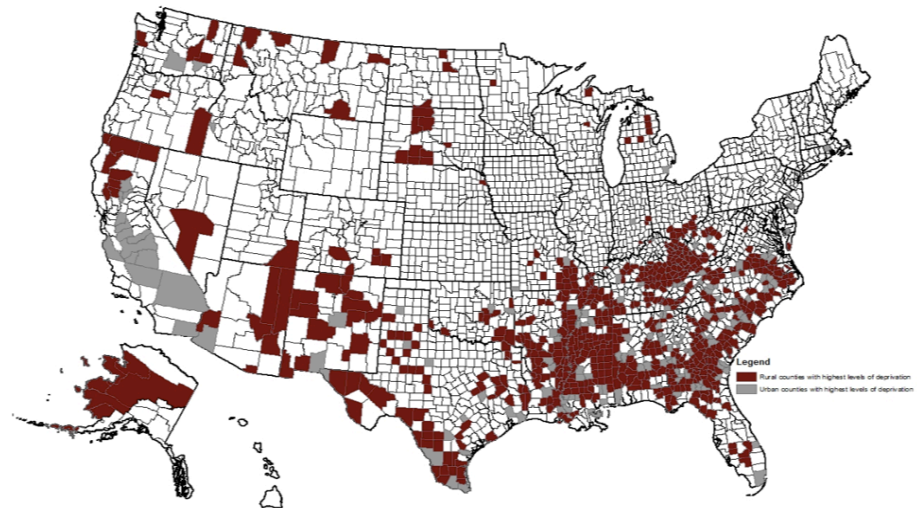 Legend
Rural counties with highest levels of deprivation
Urban counties with highest levels of deprivation